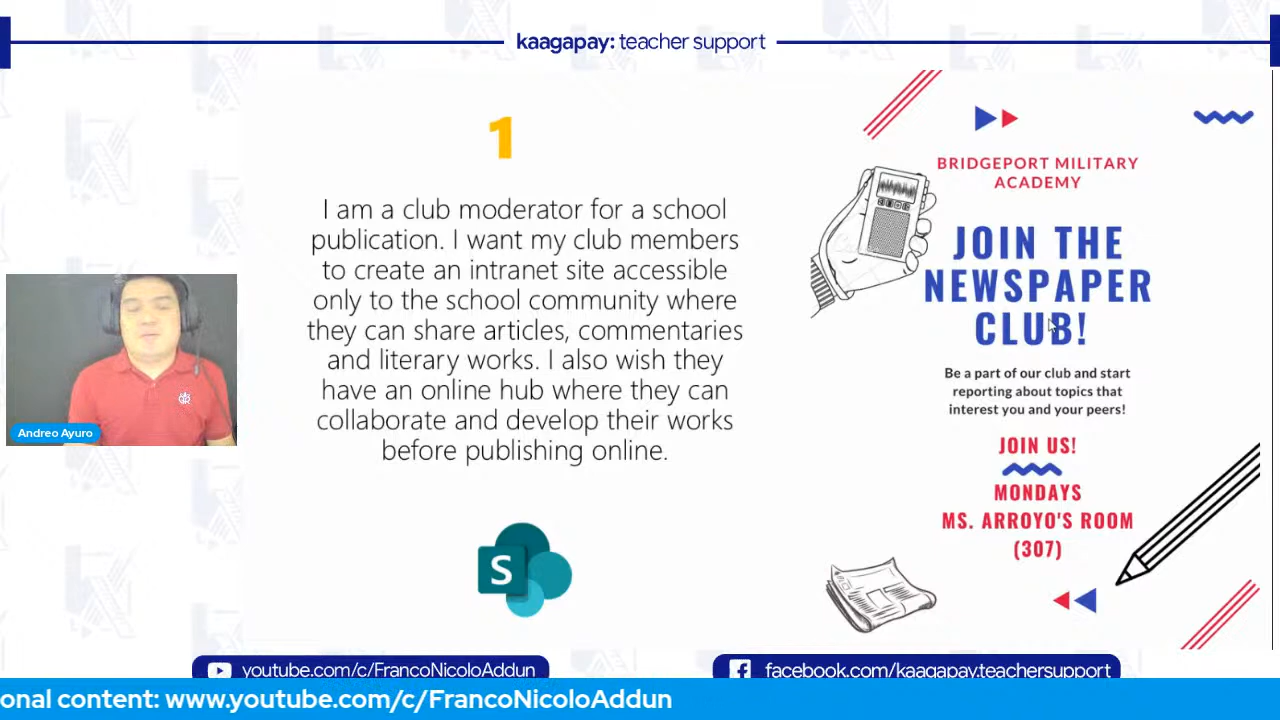 kaagapay: teacher support
1
I am a club moderator for a school
publication. I want my club members
to create an intranet site accessible
only to the school community where
they can share articles, commentaries
and literary works. I also wish they
have an online hub where they can
collaborate and develop their works
before publishing online.
S
BRIDGEPORT MILITARY
ACADEMY
JOIN THE
NEWSPAPER
CLUB!
Be a part of our club and start
reporting about topics that
interest you and your peers!
JOIN US!
MONDAYS
MS. ARROYO'S ROOM
(307)
Andreo Ayuro
youtube.com/c/FrancoNicoloAddun
facebook.com/kaagapay.teachersupport
onal content: www.youtube.com/c/FrancoNicoloAddun